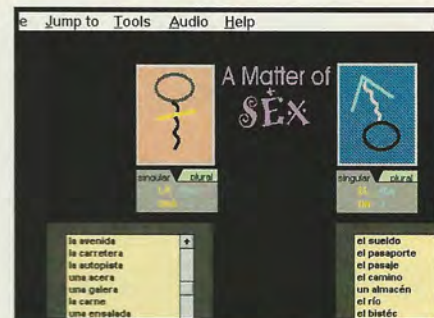 e Jump to Tools Audio Help
A Matter of
SEX
singular plural
singular plural
la avenida
la carretera
la autopista
una acera
una galera
la carne
una ensalada
el sueldo
el pasaporte
el pasaje
el camino
un almacén
el río
el bistéc